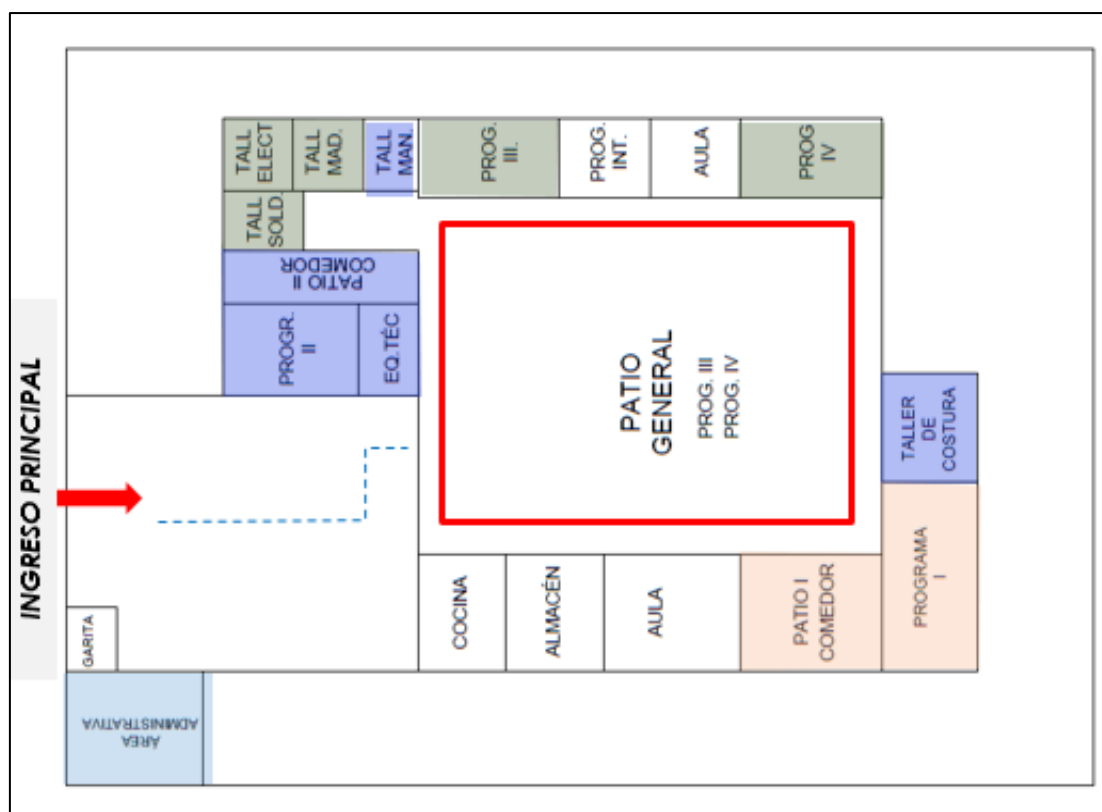 INGRESO PRINCIPAL
TALL
ELECT
TALL
MAD.
TALL
MAN.
PROG.
III.
PROG.
INT.
AULA
PROG
IV
TALL
SOLD.
PATIO II
COMEDOR
PROGR.
II
EQ.TÉC
PATIO
GENERAL
PROG. III
PROG. IV
TALLER
DE
COSTURA
COCINA
ALMACÉN
AULA
PATIO I
COMEDOR
PROGRAMA
I
GARITA
ÁREA
ADMINISTRATIVA